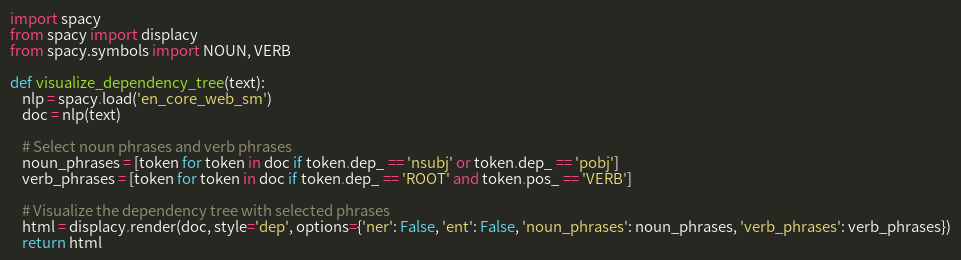 import spacy
from spacy import displacy
from spacy.symbols import NOUN, VERB

def visualize_dependency_tree(text):
    nlp = spacy.load('en_core_web_sm')
    doc = nlp(text)

    # Select noun phrases and verb phrases
    noun_phrases = [token for token in doc if token.dep_ == 'nsubj' or token.dep_ == 'pobj']
    verb_phrases = [token for token in doc if token.dep_ == 'ROOT' and token.pos_ == 'VERB']

    # Visualize the dependency tree with selected phrases
    html = displacy.render(doc, style='dep', options={'ner': False, 'ent': False, 'noun_phrases': noun_phrases, 'verb_phrases': verb_phrases})
    return html